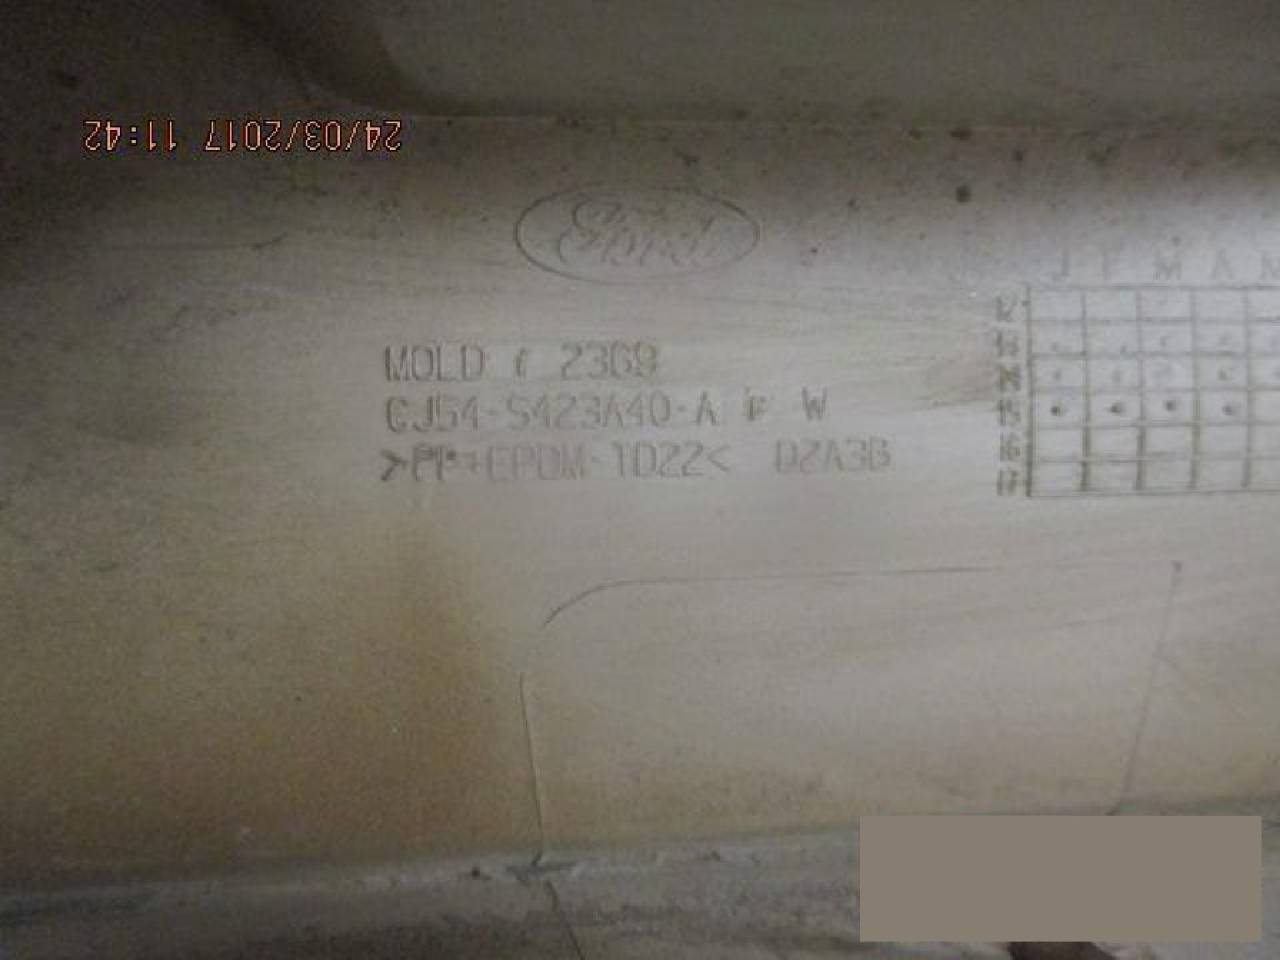 24/03/2017 11:42
Ford
J F M A M
MOLD 2369
CJ54-S423A40-A W
>PP+EPDM-TD22< DZA3B
12
13
14
15
16
17